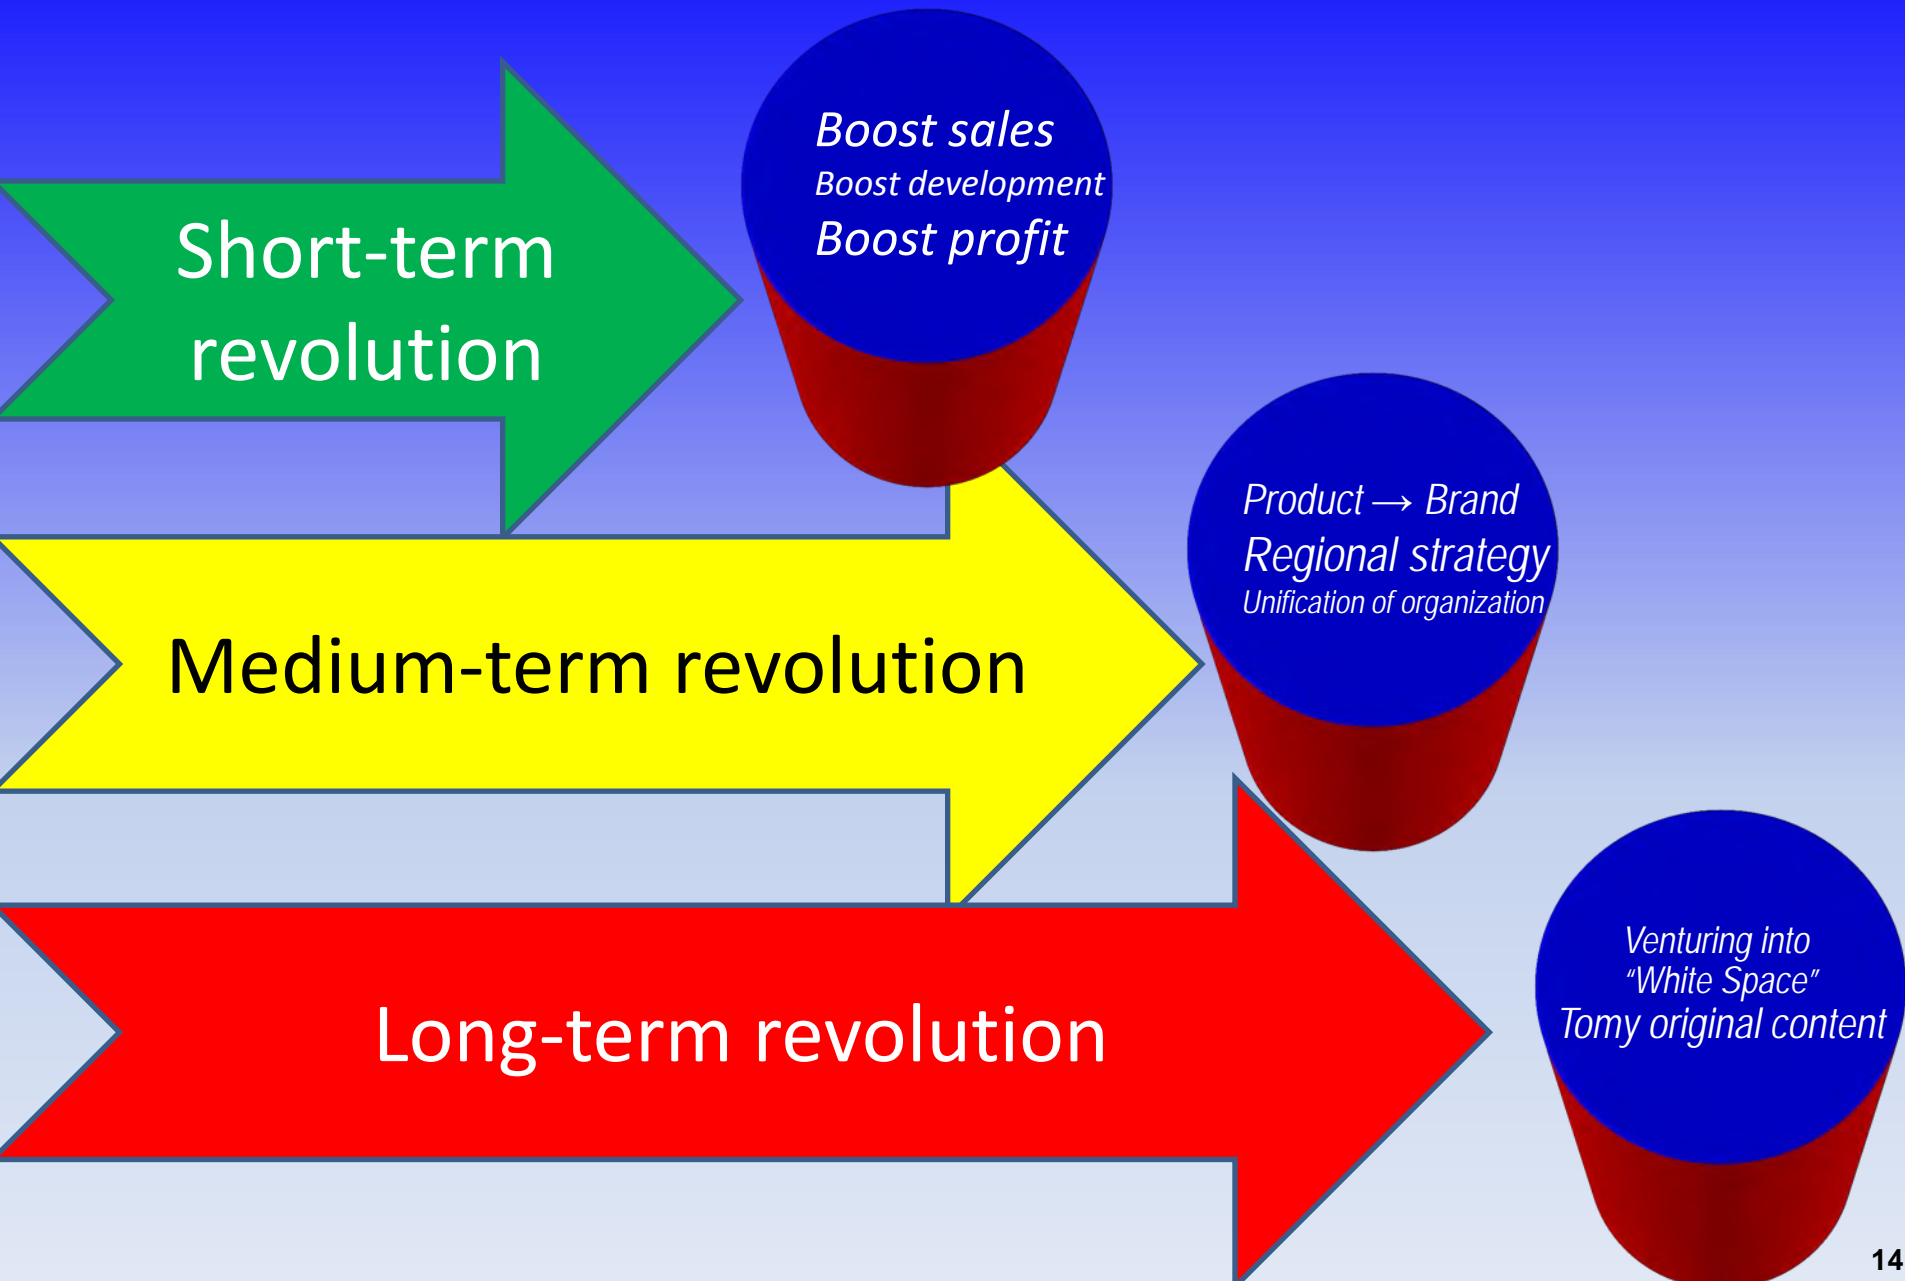 Short-term
revolution
Boost sales
Boost development
Boost profit
Medium-term revolution
Product → Brand
Regional strategy
Unification of organization
Long-term revolution
Venturing into
“White Space”
Tomy original content
14